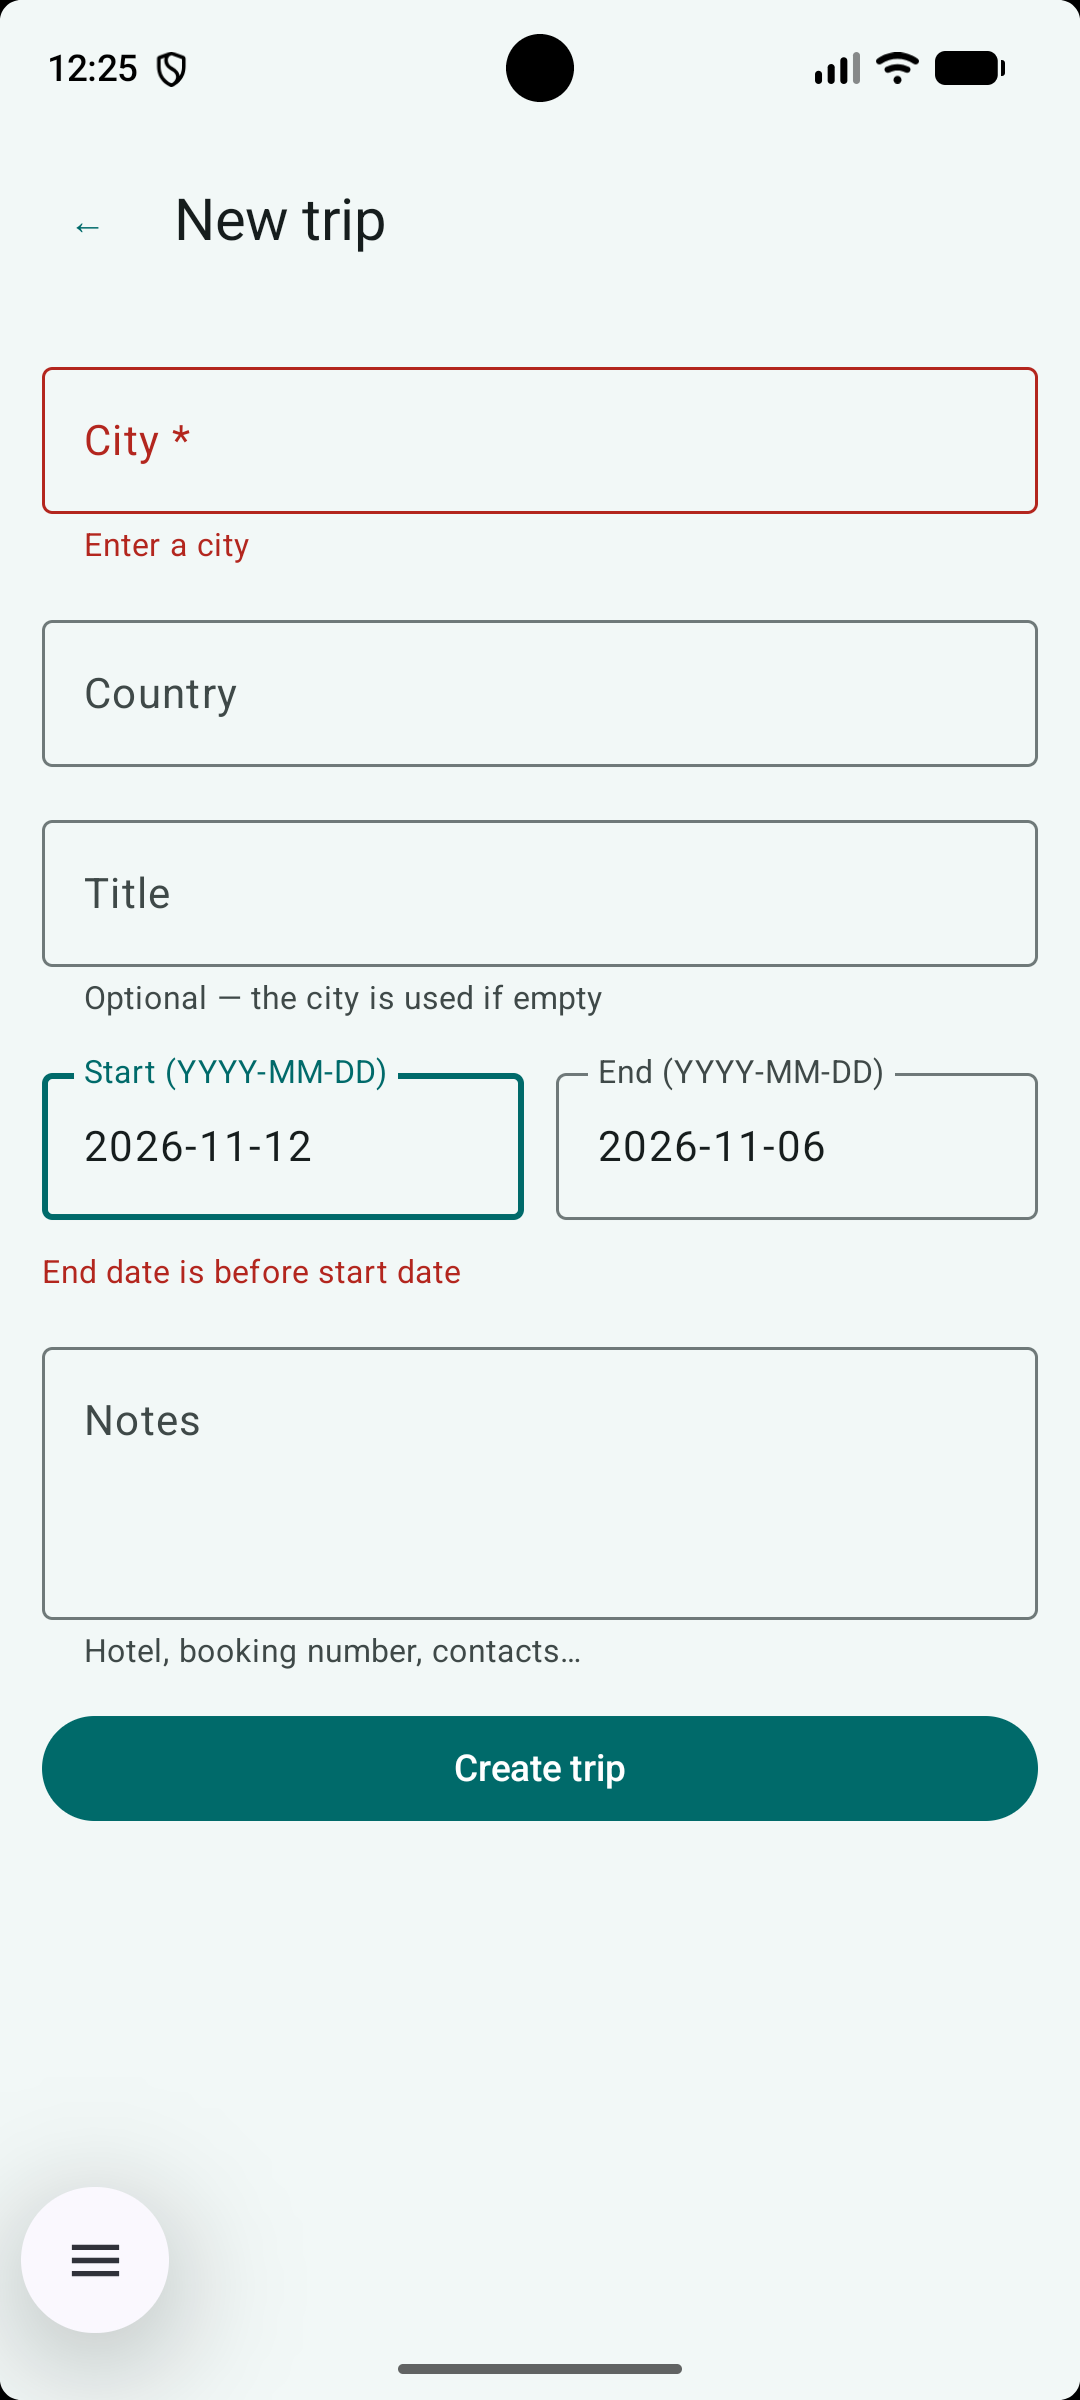 12:25
← New trip
City *
Enter a city
Country
Title
Optional — the city is used if empty
Start (YYYY-MM-DD) End (YYYY-MM-DD)
2026-11-12 2026-11-06
End date is before start date
Notes
Hotel, booking number, contacts…
Create trip